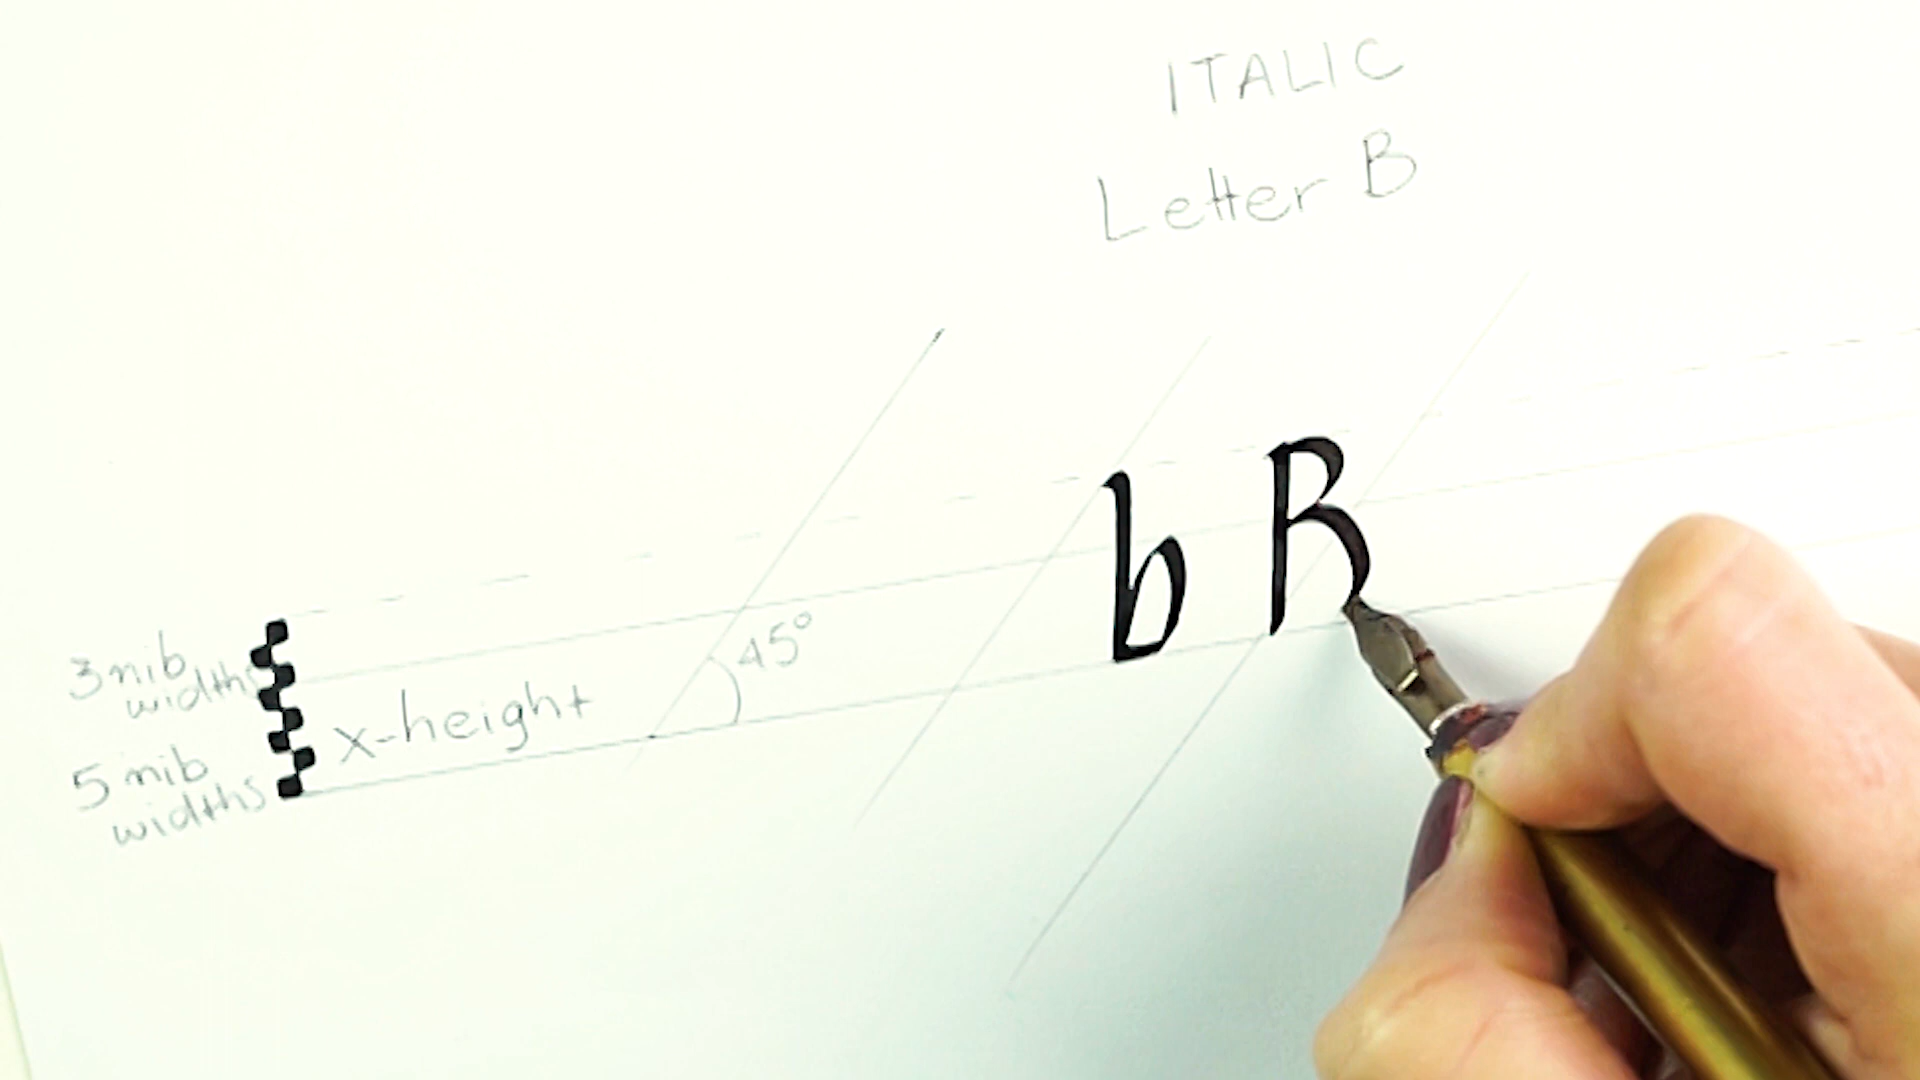 ITALIC
Letter B
b B
45°
3 nib
widths
x-height
5 nib
widths